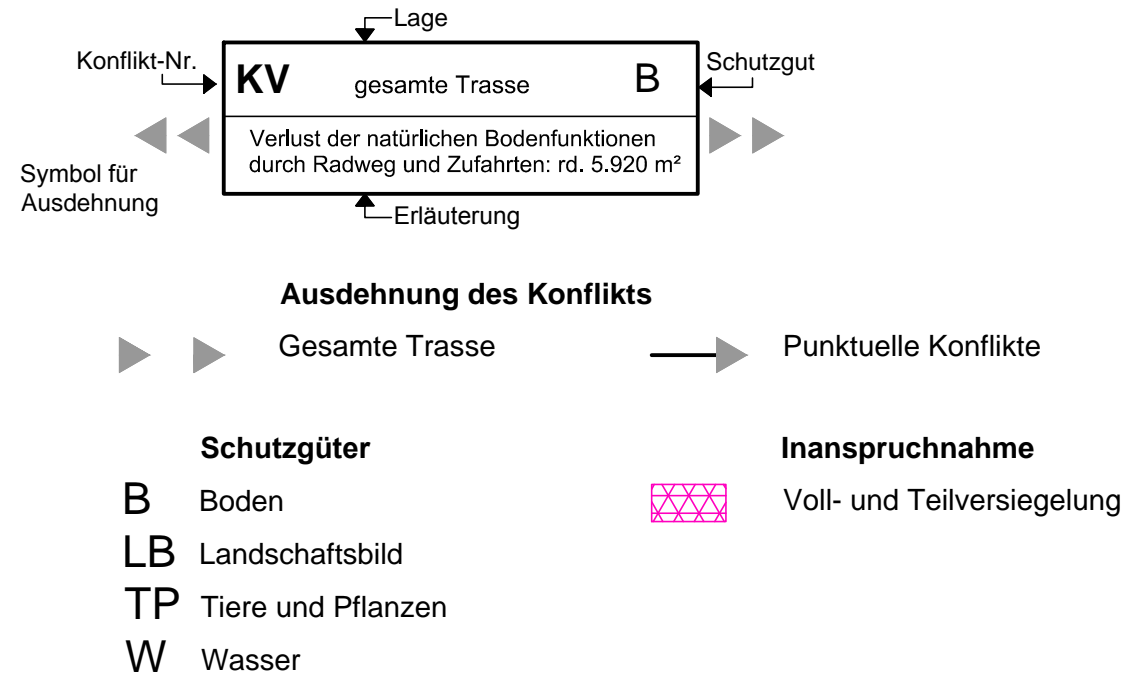 Lage
Konflikt-Nr.
Schutzgut
KV gesamte Trasse B
Verlust der natürlichen Bodenfunktionen
durch Radweg und Zufahrten: rd. 5.920 m²
Symbol für
Ausdehnung
Erläuterung
Ausdehnung des Konflikts
Gesamte Trasse
Punktuelle Konflikte
Schutzgüter
B Boden
LB Landschaftsbild
TP Tiere und Pflanzen
W Wasser
Inanspruchnahme
Voll- und Teilversiegelung